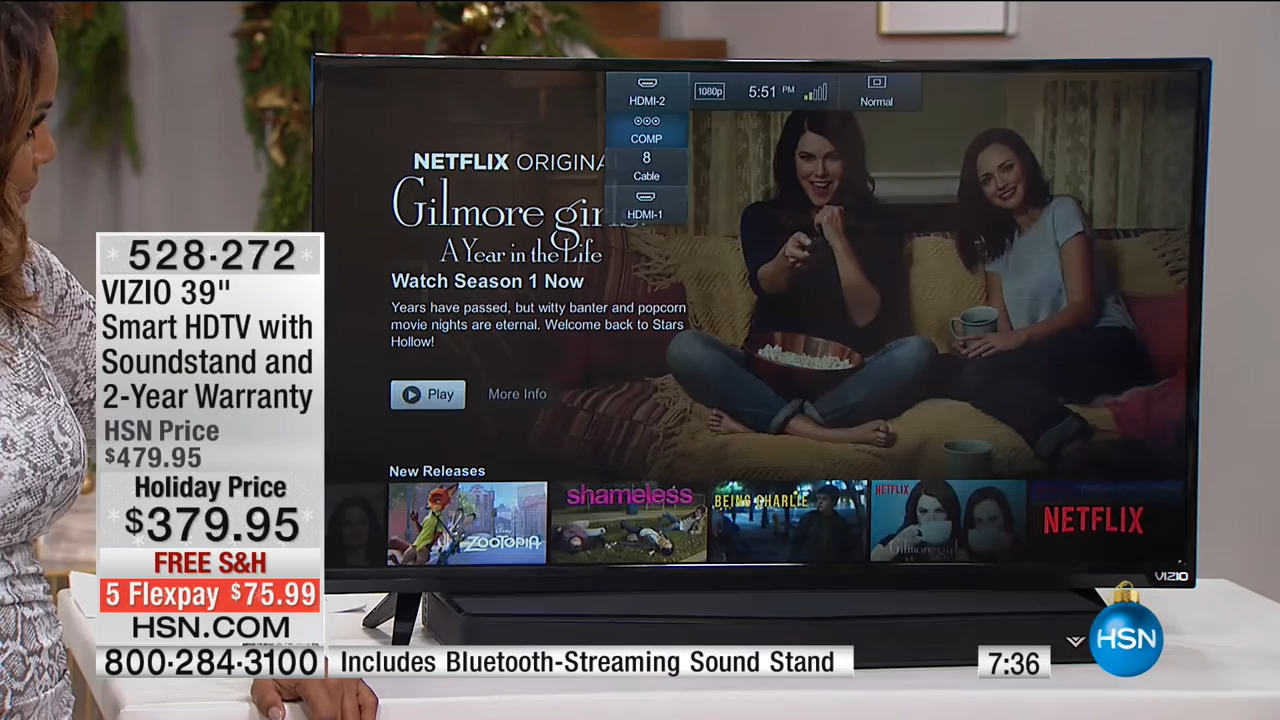 528·272
VIZIO 39"
Smart HDTV with
Soundstand and
2-Year Warranty
HSN Price
$479.95
Holiday Price
$379.95
FREE S&H
5 Flexpay $75.99
HSN.COM
800·284·3100
Includes Bluetooth-Streaming Sound Stand
7:36
HSN
HDMI-2
1080p
5:51 PM
Normal
COMP
8
Cable
HDMI-1
NETFLIX ORIGINA
Gilmore girls:
A Year in the Life
Watch Season 1 Now
Years have passed, but witty banter and popcorn
movie nights are eternal. Welcome back to Stars
Hollow!
Play
More Info
New Releases
Disney
ZOOTOPIA
shameless
BEING CHARLIE
NETFLIX
Gilmore girls
NETFLIX
VIZIO